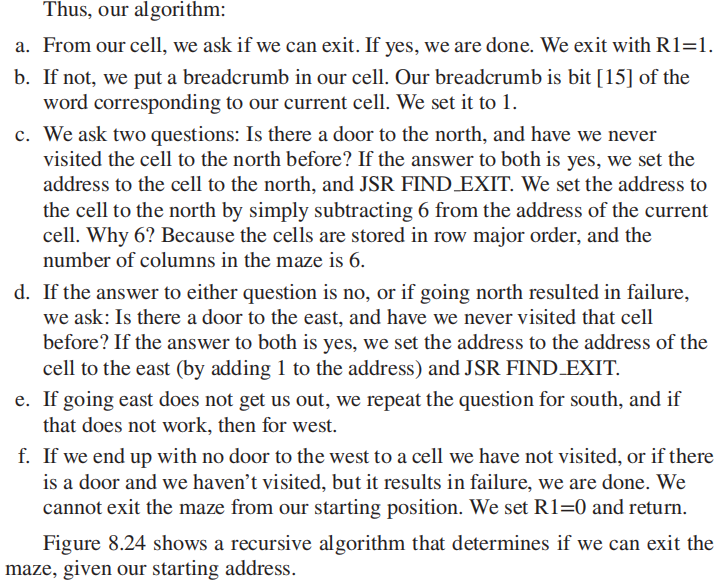 Thus, our algorithm:
a. From our cell, we ask if we can exit. If yes, we are done. We exit with R1=1.
b. If not, we put a breadcrumb in our cell. Our breadcrumb is bit [15] of the
word corresponding to our current cell. We set it to 1.
c. We ask two questions: Is there a door to the north, and have we never
visited the cell to the north before? If the answer to both is yes, we set the
address to the cell to the north, and JSR FIND_EXIT. We set the address to
the cell to the north by simply subtracting 6 from the address of the current
cell. Why 6? Because the cells are stored in row major order, and the
number of columns in the maze is 6.
d. If the answer to either question is no, or if going north resulted in failure,
we ask: Is there a door to the east, and have we never visited that cell
before? If the answer to both is yes, we set the address to the address of the
cell to the east (by adding 1 to the address) and JSR FIND_EXIT.
e. If going east does not get us out, we repeat the question for south, and if
that does not work, then for west.
f. If we end up with no door to the west to a cell we have not visited, or if there
is a door and we haven’t visited, but it results in failure, we are done. We
cannot exit the maze from our starting position. We set R1=0 and return.
Figure 8.24 shows a recursive algorithm that determines if we can exit the
maze, given our starting address.